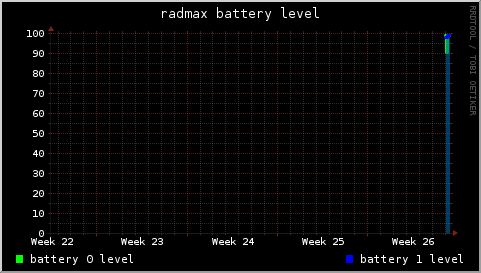 radmax battery level
RRDTOOL / TOBI OETIKER
100
90
80
70
60
50
40
30
20
10
0
Week 22 Week 23 Week 24 Week 25 Week 26
battery 0 level battery 1 level